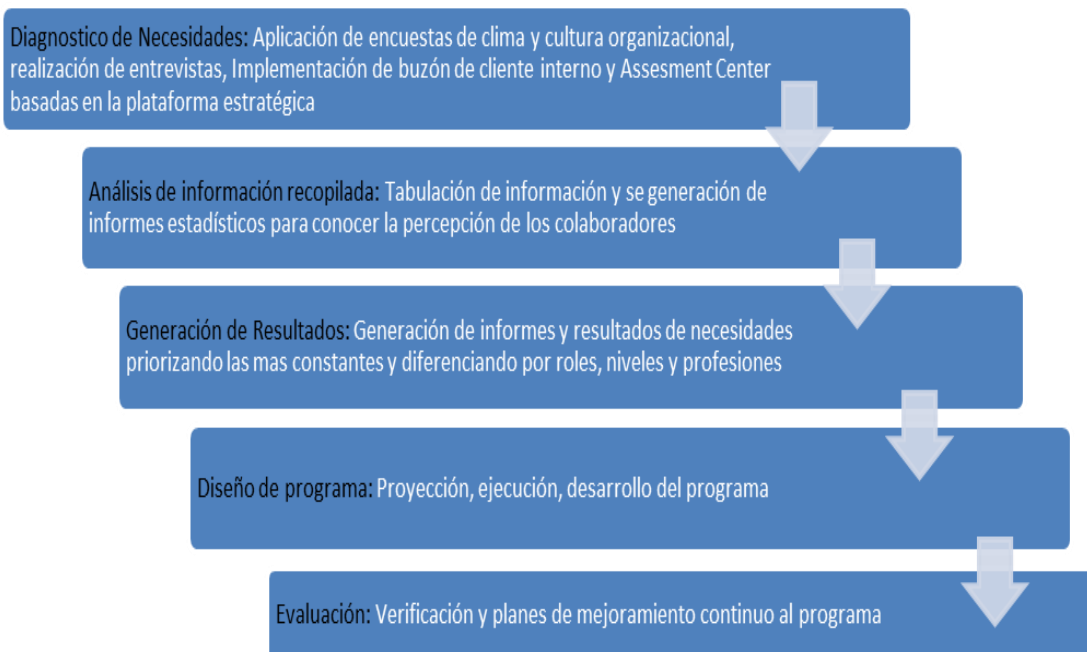 Diagnostico de Necesidades: Aplicación de encuestas de clima y cultura organizacional,
realización de entrevistas, Implementación de buzón de cliente interno y Assesment Center
basadas en la plataforma estratégica
Análisis de información recopilada: Tabulación de información y se generación de
informes estadísticos para conocer la percepción de los colaboradores
Generación de Resultados: Generación de informes y resultados de necesidades
priorizando las mas constantes y diferenciando por roles, niveles y profesiones
Diseño de programa: Proyección, ejecución, desarrollo del programa
Evaluación: Verificación y planes de mejoramiento continuo al programa